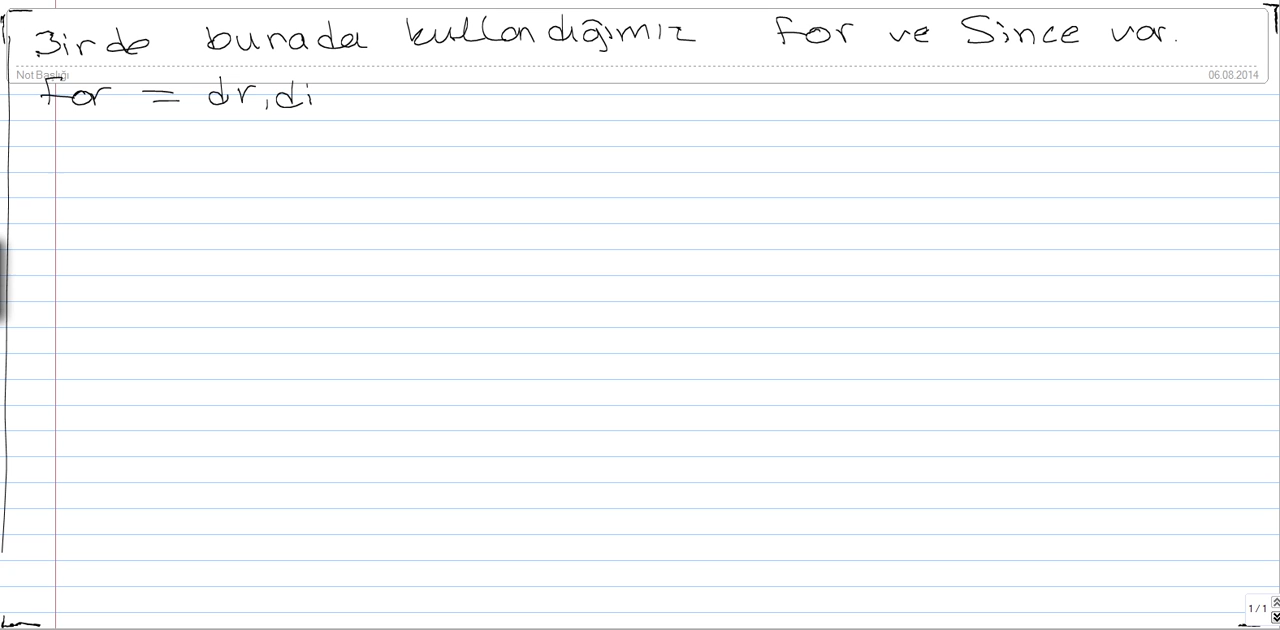 Birde burada kullandığımız For ve Since var.
Not Başlığı
06.08.2014
For = dır,di
1/1